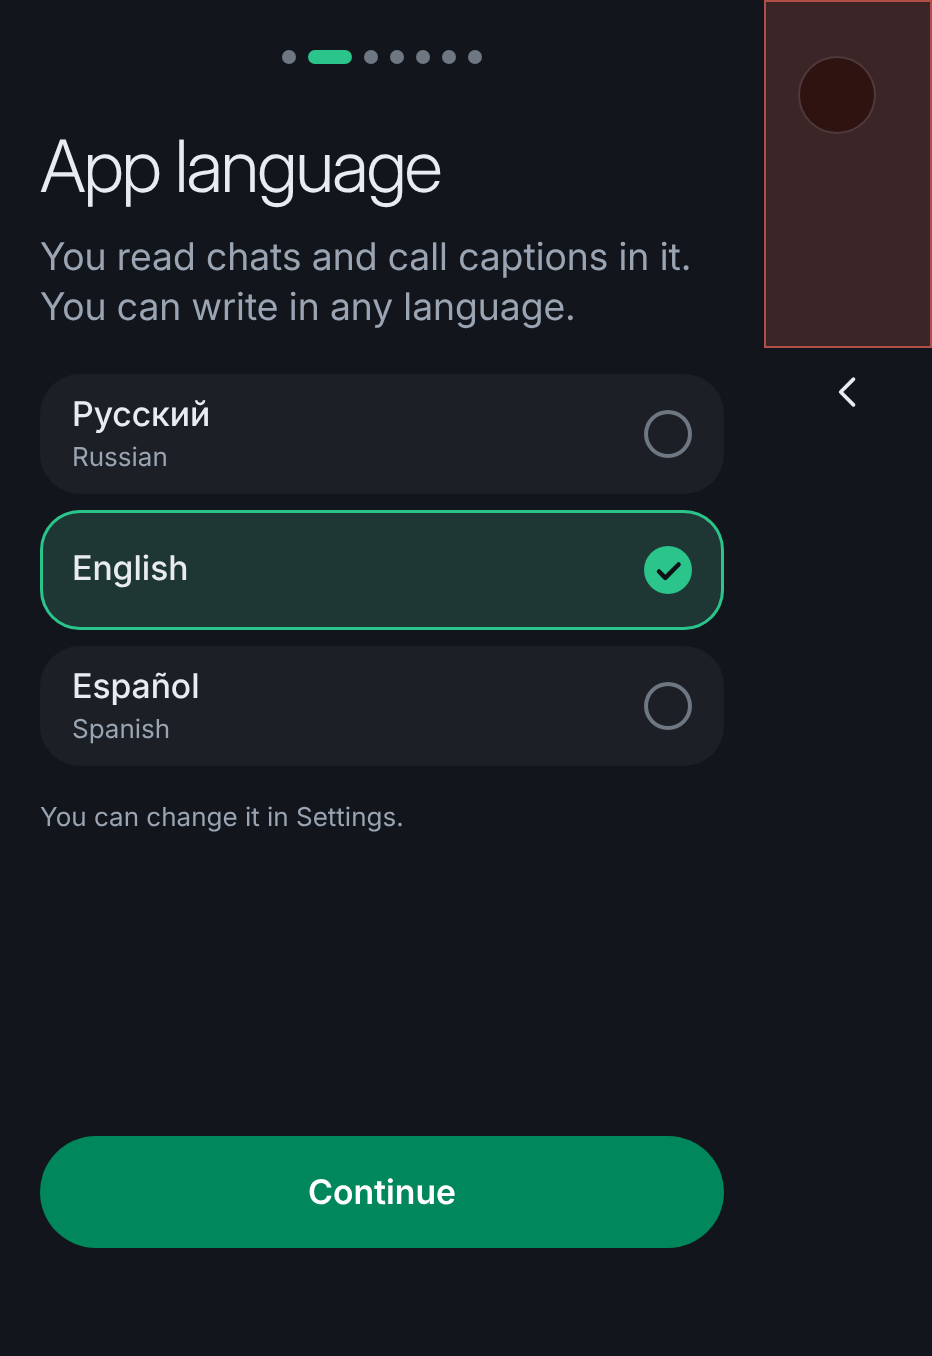 App language
You read chats and call captions in it.
You can write in any language.
Русский
Russian
English
Español
Spanish
You can change it in Settings.
Continue